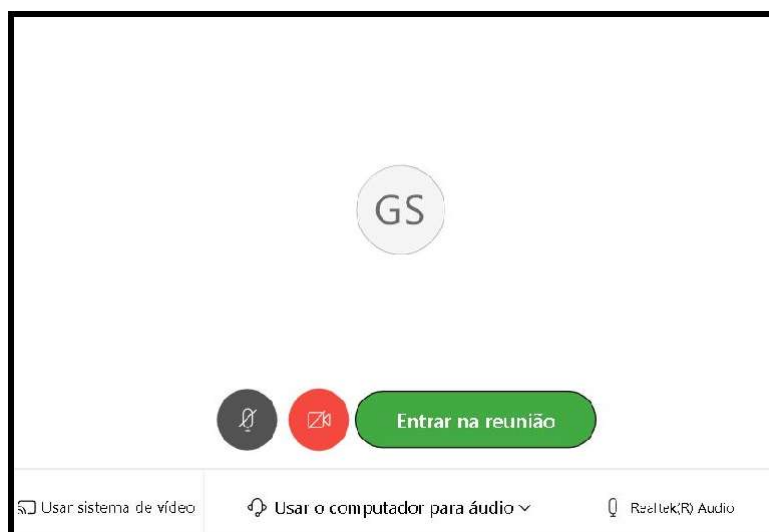 GS
Entrar na reunião
Usar sistema de vídeo Usar o computador para áudio Realtek(R) Audio